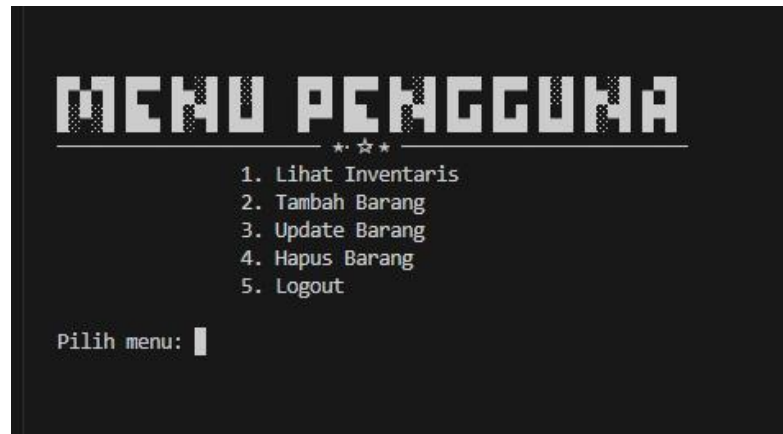 MENU PENGGUNA
1. Lihat Inventaris
2. Tambah Barang
3. Update Barang
4. Hapus Barang
5. Logout
Pilih menu: